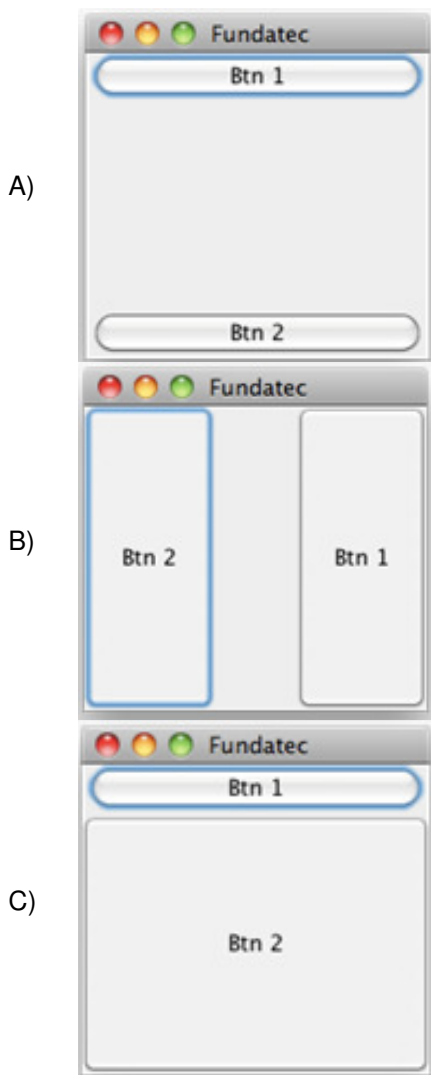 Fundatec
Btn 1
A)
Btn 2
Fundatec
B)
Btn 2 Btn 1
Fundatec
Btn 1
C)
Btn 2